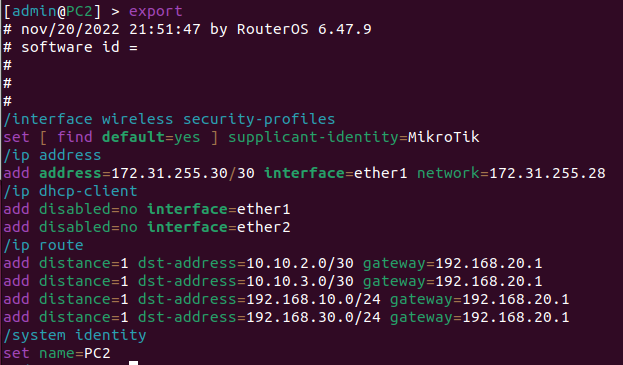 [admin@PC2] > export
# nov/20/2022 21:51:47 by RouterOS 6.47.9
# software id =
#
#
#
/interface wireless security-profiles
set [ find default=yes ] supplicant-identity=MikroTik
/ip address
add address=172.31.255.30/30 interface=ether1 network=172.31.255.28
/ip dhcp-client
add disabled=no interface=ether1
add disabled=no interface=ether2
/ip route
add distance=1 dst-address=10.10.2.0/30 gateway=192.168.20.1
add distance=1 dst-address=10.10.3.0/30 gateway=192.168.20.1
add distance=1 dst-address=192.168.10.0/24 gateway=192.168.20.1
add distance=1 dst-address=192.168.30.0/24 gateway=192.168.20.1
/system identity
set name=PC2